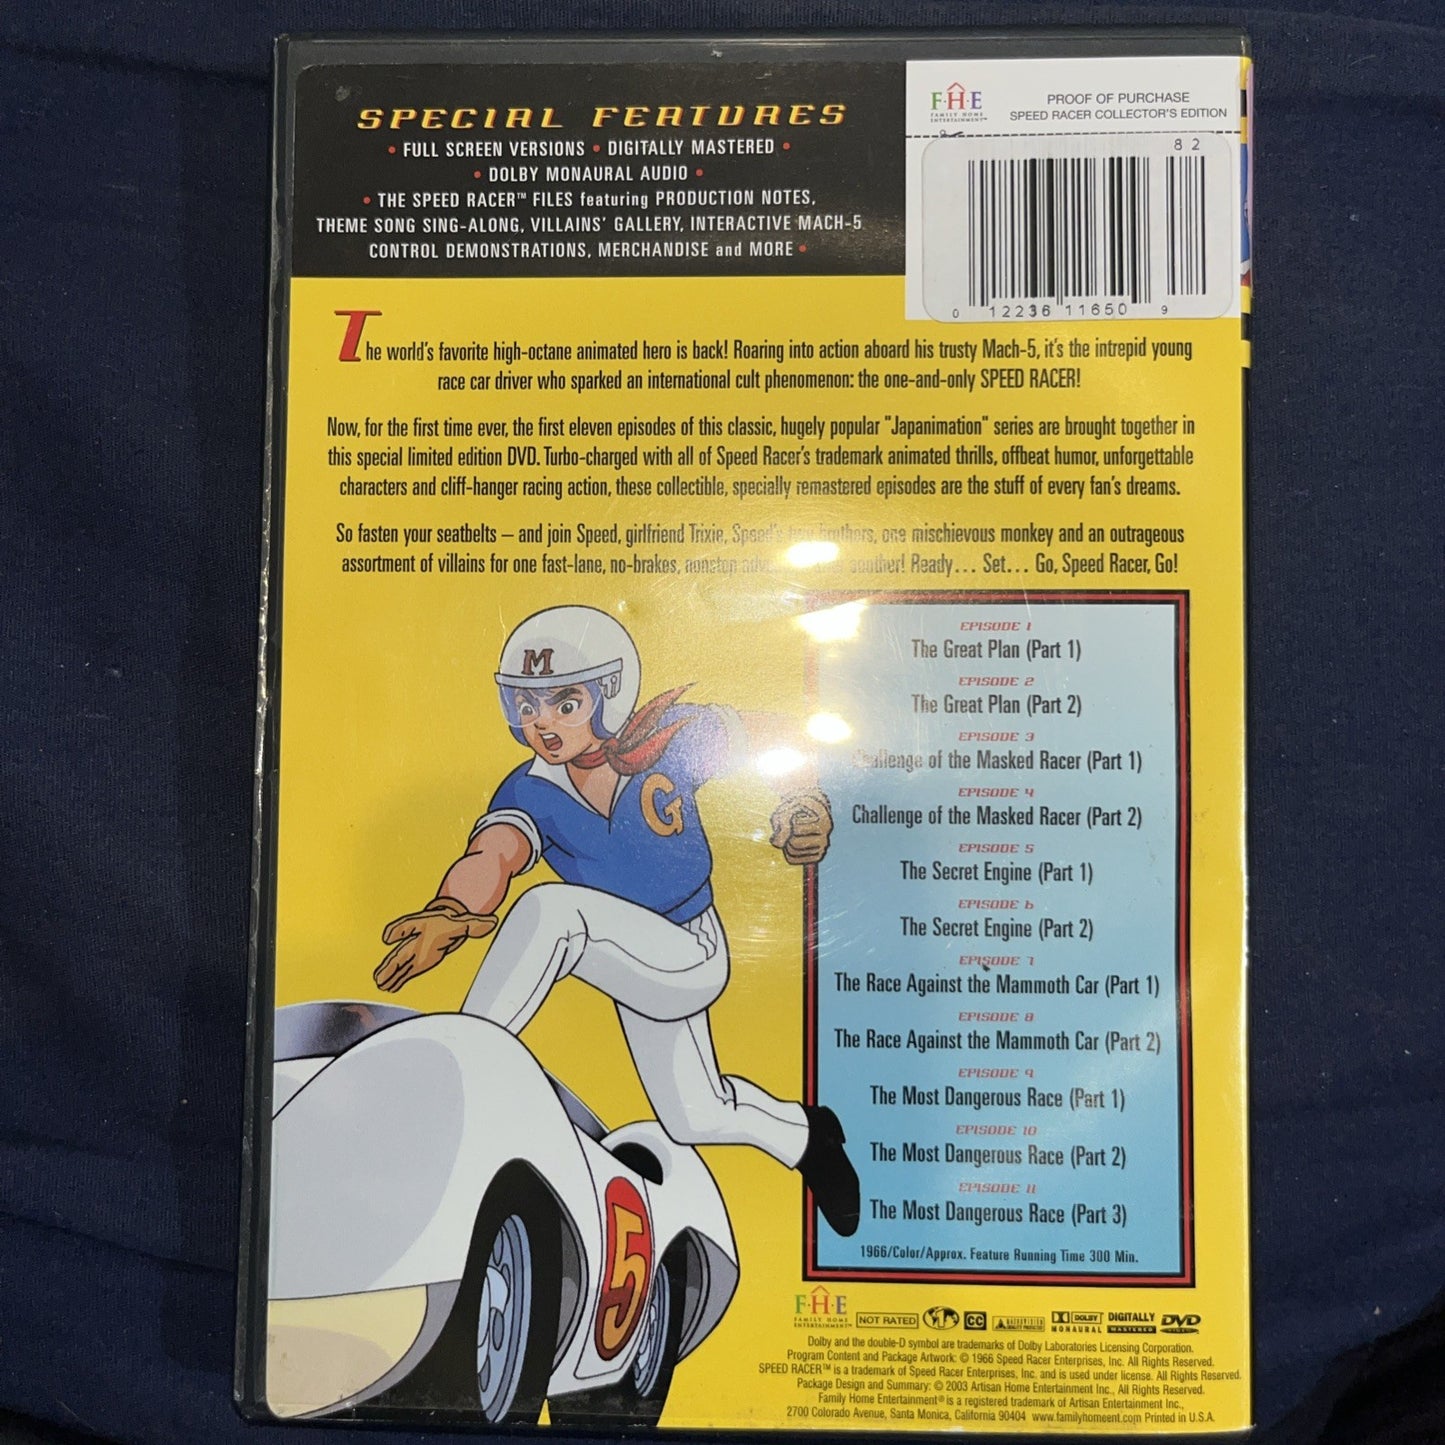 SPECIAL FEATURES
• FULL SCREEN VERSIONS • DIGITALLY MASTERED •
• DOLBY MONAURAL AUDIO •
• THE SPEED RACER™ FILES featuring PRODUCTION NOTES,
THEME SONG SING-ALONG, VILLAINS' GALLERY, INTERACTIVE MACH-5
CONTROL DEMONSTRATIONS, MERCHANDISE and MORE •
F·H·E
FAMILY HOME
ENTERTAINMENT™
PROOF OF PURCHASE
SPEED RACER COLLECTOR'S EDITION
82
0 12236 11650 9
The world's favorite high-octane animated hero is back! Roaring into action aboard his trusty Mach-5, it's the intrepid young
race car driver who sparked an international cult phenomenon: the one-and-only SPEED RACER!
Now, for the first time ever, the first eleven episodes of this classic, hugely popular "Japanimation" series are brought together in
this special limited edition DVD. Turbo-charged with all of Speed Racer's trademark animated thrills, offbeat humor, unforgettable
characters and cliff-hanger racing action, these collectible, specially remastered episodes are the stuff of every fan's dreams.
So fasten your seatbelts – and join Speed, girlfriend Trixie, Speed's two brothers, one mischievous monkey and an outrageous
assortment of villains for one fast-lane, no-brakes, nonstop another! Ready... Set... Go, Speed Racer, Go!
M
G
5
EPISODE 1
The Great Plan (Part 1)
EPISODE 2
The Great Plan (Part 2)
EPISODE 3
Challenge of the Masked Racer (Part 1)
EPISODE 4
Challenge of the Masked Racer (Part 2)
EPISODE 5
The Secret Engine (Part 1)
EPISODE 6
The Secret Engine (Part 2)
EPISODE 7
The Race Against the Mammoth Car (Part 1)
EPISODE 8
The Race Against the Mammoth Car (Part 2)
EPISODE 9
The Most Dangerous Race (Part 1)
EPISODE 10
The Most Dangerous Race (Part 2)
EPISODE 11
The Most Dangerous Race (Part 3)
1966/Color/Approx. Feature Running Time 300 Min.
F·H·E
FAMILY HOME
ENTERTAINMENT™
NOT RATED
CC
DOLBY
MONAURAL
DIGITALLY
MASTERED
DVD
Dolby and the double-D symbol are trademarks of Dolby Laboratories Licensing Corporation.
Program Content and Package Artwork: © 1966 Speed Racer Enterprises, Inc. All Rights Reserved.
SPEED RACER™ is a trademark of Speed Racer Enterprises, Inc. and is used under license. All Rights Reserved.
Package Design and Summary: © 2003 Artisan Home Entertainment Inc., All Rights Reserved.
Family Home Entertainment® is a registered trademark of Artisan Entertainment Inc.,
2700 Colorado Avenue, Santa Monica, California 90404 www.familyhomeent.com Printed in U.S.A.